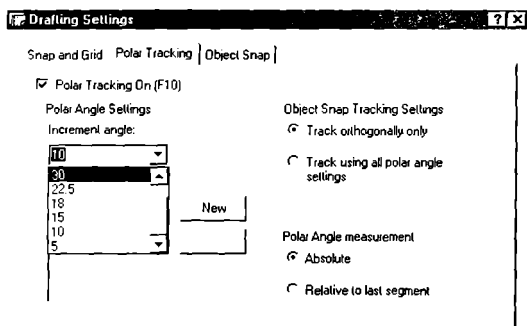 Drafting Settings
Snap and Grid Polar Tracking Object Snap
Polar Tracking On (F10)
Polar Angle Settings
Increment angle:
10
30
22.5
18
15
10
5
New
Object Snap Tracking Settings
Track orthogonally only
Track using all polar angle
settings
Polar Angle measurement
Absolute
Relative to last segment